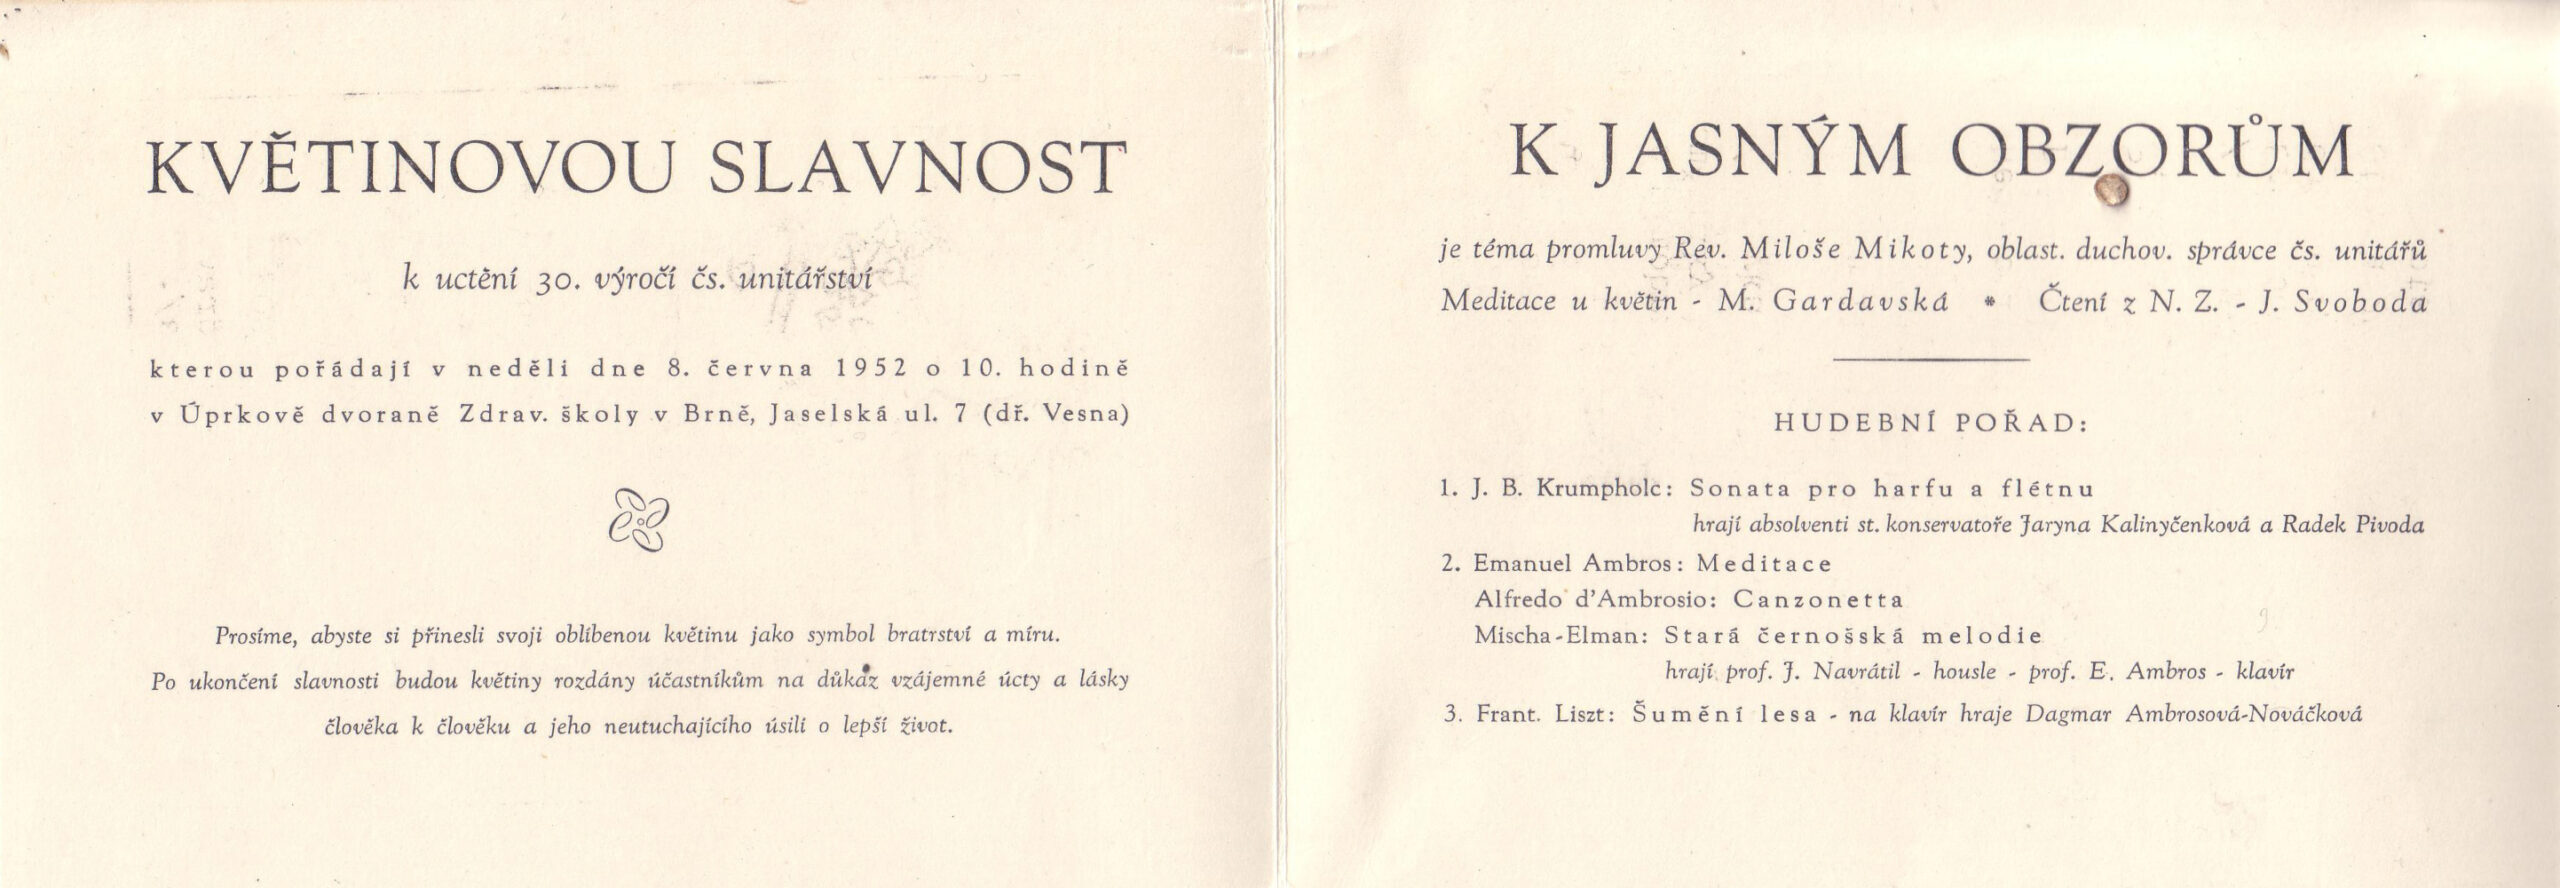 KVĚTINOVOU SLAVNOST
k uctění 30. výročí čs. unitářství
kterou pořádají v neděli dne 8. června 1952 o 10. hodině
v Úprkově dvoraně Zdrav. školy v Brně, Jaselská ul. 7 (dř. Vesna)
Prosíme, abyste si přinesli svoji oblíbenou květinu jako symbol bratrství a míru.
Po ukončení slavnosti budou květiny rozdány účastníkům na důkaz vzájemné úcty a lásky
člověka k člověku a jeho neutuchajícího úsilí o lepší život.
K JASNÝM OBZORŮM
je téma promluvy Rev. Miloše Mikoty, oblast. duchov. správce čs. unitářů
Meditace u květin - M. Gardavská * Čtení z N. Z. - J. Svoboda
HUDEBNÍ POŘAD:
1. J. B. Krumpholc: Sonata pro harfu a flétnu
hrají absolventi st. konservatoře Jaryna Kalinyčenková a Radek Pivoda
2. Emanuel Ambros: Meditace
Alfredo d'Ambrosio: Canzonetta
Mischa-Elman: Stará černošská melodie
hrají prof. J. Navrátil - housle - prof. E. Ambros - klavír
3. Frant. Liszt: Šumění lesa - na klavír hraje Dagmar Ambrosová-Nováčková